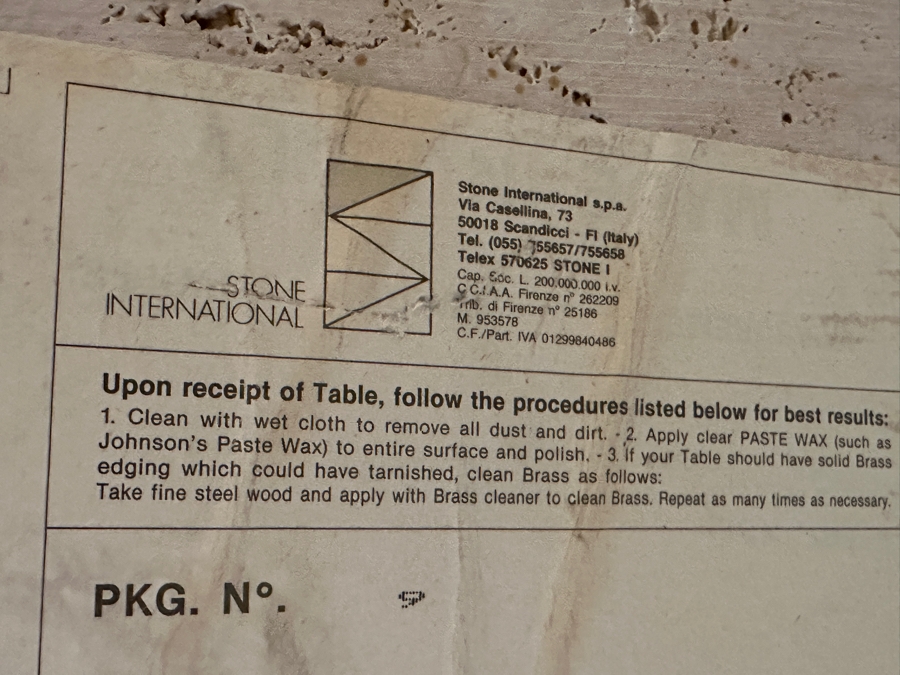 STONE
INTERNATIONAL
Stone International s.p.a.
Via Casellina, 73
50018 Scandicci - FI (Italy)
Tel. (055) 755657/755658
Telex 570625 STONE I
Cap. Soc. L. 200.000.000 i.v.
C.C.I.A.A. Firenze n° 262209
Trib. di Firenze n° 25186
M. 953578
C.F./Part. IVA 01299840486
Upon receipt of Table, follow the procedures listed below for best results:
1. Clean with wet cloth to remove all dust and dirt. - 2. Apply clear PASTE WAX (such as
Johnson's Paste Wax) to entire surface and polish. - 3. If your Table should have solid Brass
edging which could have tarnished, clean Brass as follows:
Take fine steel wood and apply with Brass cleaner to clean Brass. Repeat as many times as necessary.
PKG. N°.